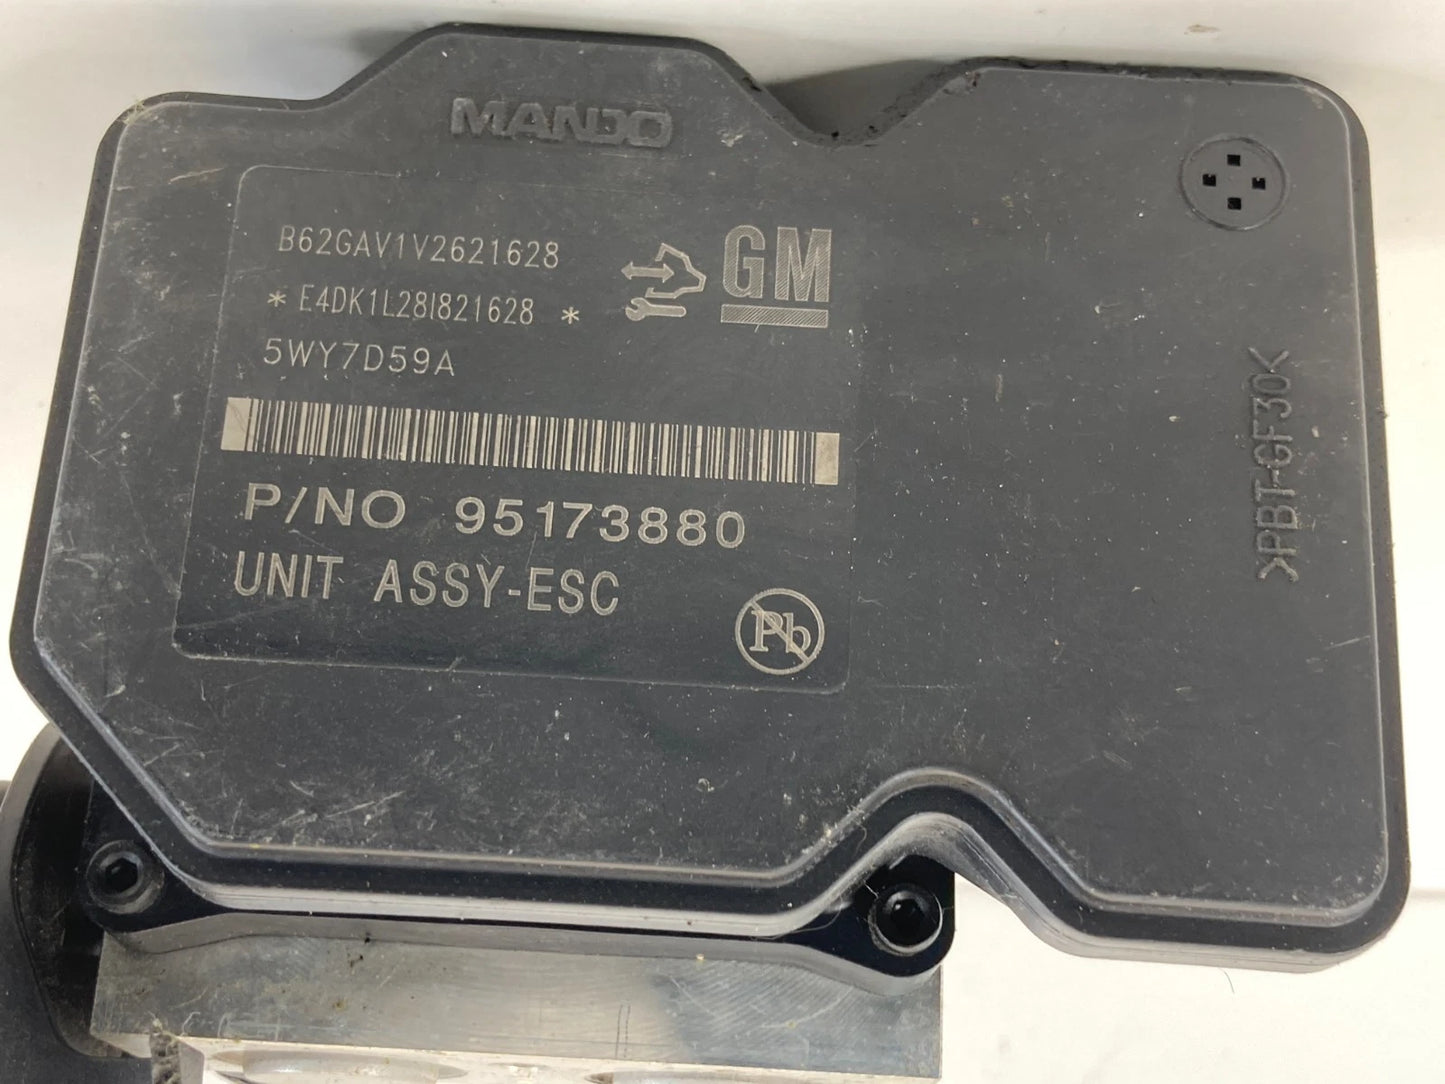 MANDO
B62GAV1V2621628
GM
* E4DK1L28I821628 *
5WY7D59A
P/NO 95173880
UNIT ASSY-ESC
Pb
>PBT-GF30<